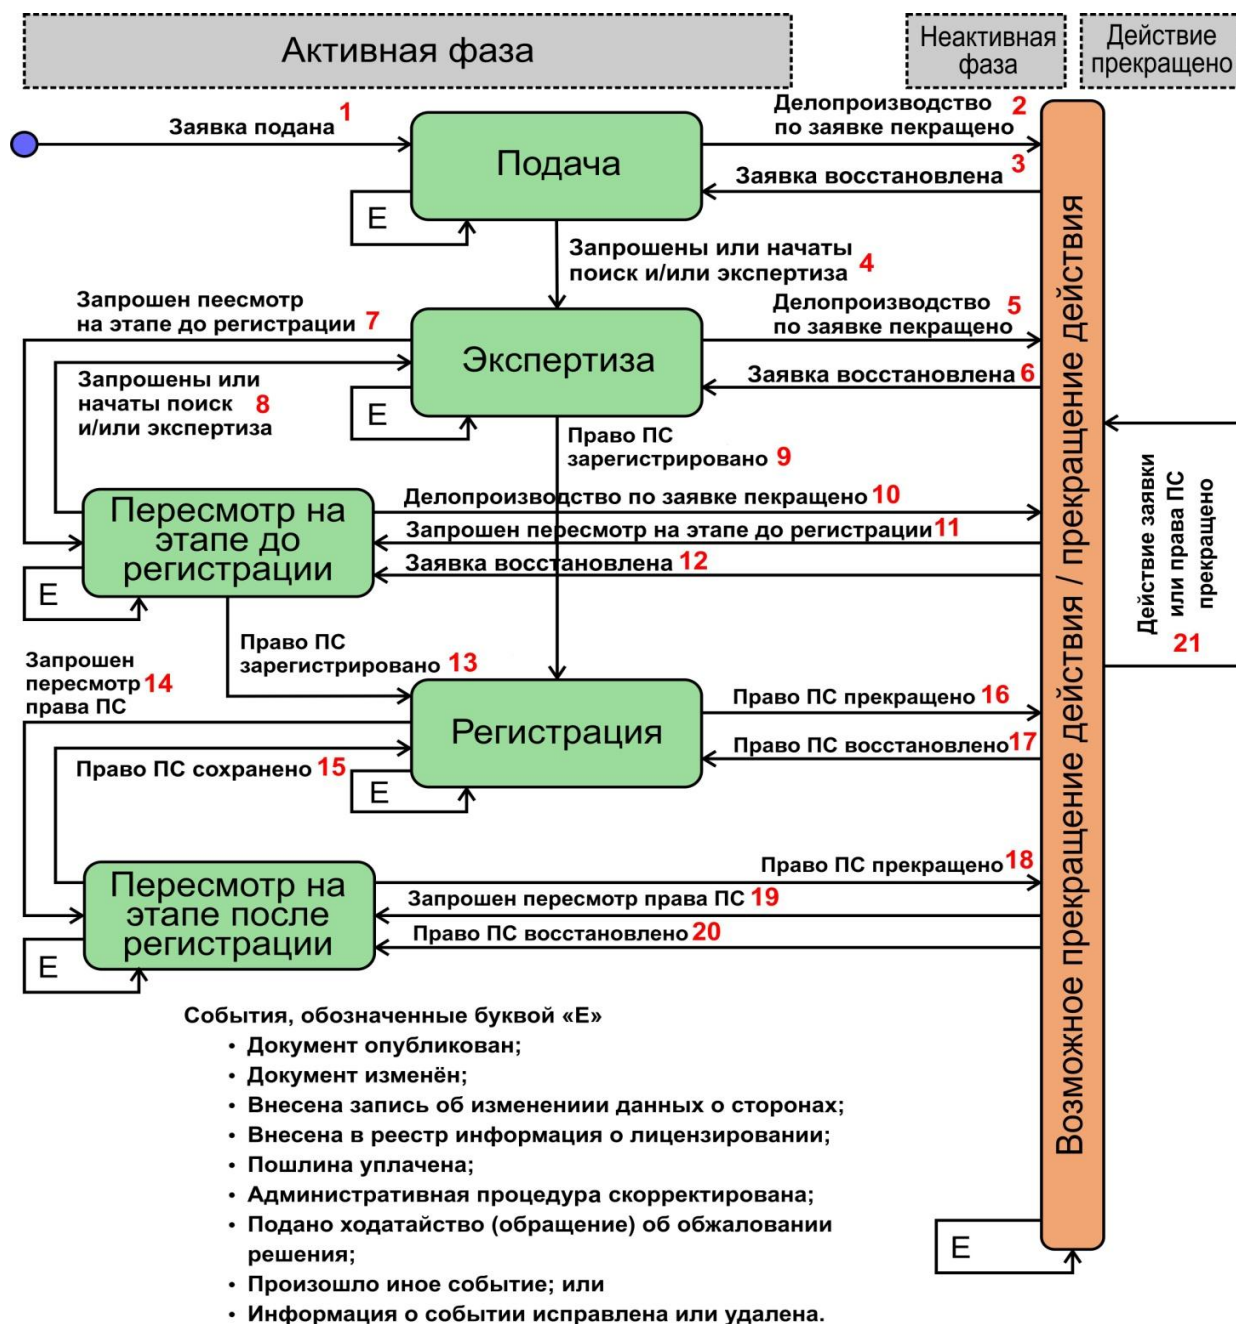 Активная фаза
Неактивная
фаза
Действие
прекращено
Заявка подана 1
Подача
Делопроизводство 2
по заявке пекращено
Заявка восстановлена 3
E
Запрошены или начаты
поиск и/или экспертиза 4
Запрошен пеесмотр
на этапе до регистрации 7
Экспертиза
Делопроизводство 5
по заявке пекращено
Заявка восстановлена 6
Запрошены или
начаты поиск 8
и/или экспертиза
E
Право ПС
зарегистрировано 9
Пересмотр на
этапе до
регистрации
Делопроизводство по заявке пекращено 10
Запрошен пересмотр на этапе до регистрации 11
Заявка восстановлена 12
E
Действие заявки
или права ПС
прекращено
21
Право ПС
зарегистрировано 13
Запрошен
пересмотр 14
права ПС
Регистрация
Право ПС прекращено 16
Право ПС восстановлено 17
Право ПС сохранено 15
E
Пересмотр на
этапе после
регистрации
Право ПС прекращено 18
Запрошен пересмотр права ПС 19
Право ПС восстановлено 20
E
Возможное прекращение действия / прекращение действия
E
События, обозначенные буквой «Е»
• Документ опубликован;
• Документ изменён;
• Внесена запись об изменениии данных о сторонах;
• Внесена в реестр информация о лицензировании;
• Пошлина уплачена;
• Административная процедура скорректирована;
• Подано ходатайство (обращение) об обжаловании
решения;
• Произошло иное событие; или
• Информация о событии исправлена или удалена.